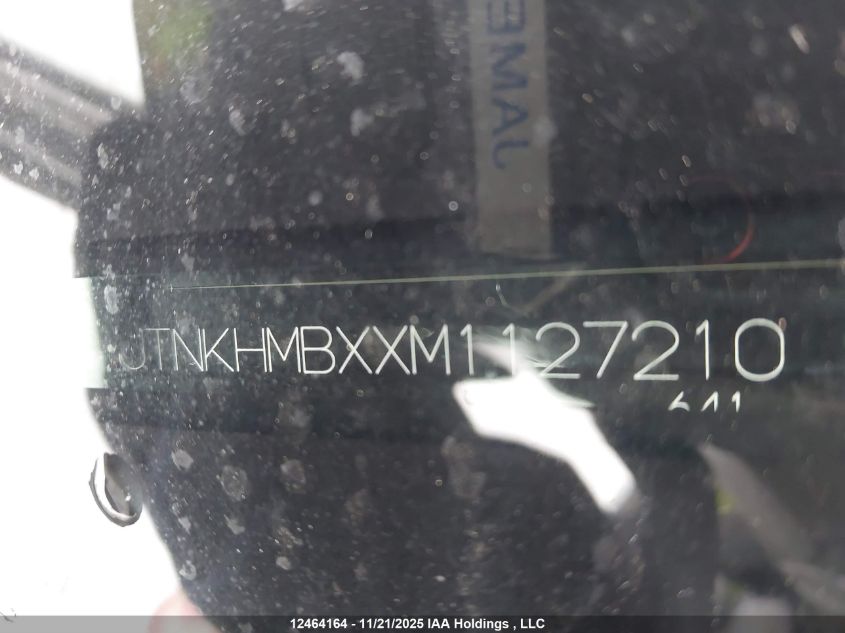 JTNKHMBXXM1127210
12464164 - 11/21/2025 IAA Holdings , LLC